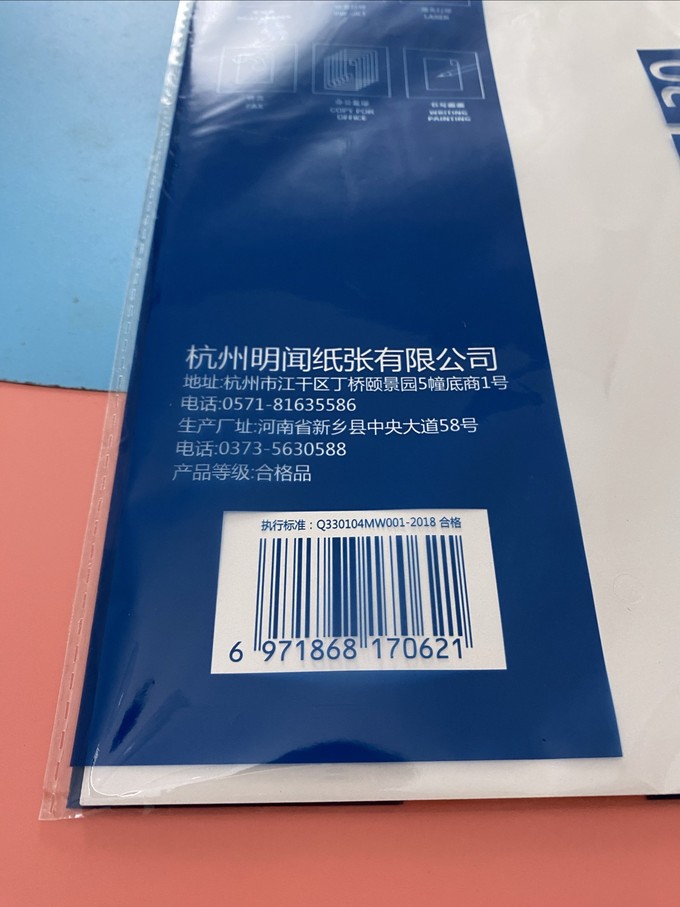 LASER
FAX
COPY FOR
OFFICE
书写画画
WRITING
PAINTING
杭州明闻纸张有限公司
地址:杭州市江干区丁桥颐景园5幢底商1号
电话:0571-81635586
生产厂址:河南省新乡县中央大道58号
电话:0373-5630588
产品等级:合格品
执行标准：Q330104MW001-2018 合格
6 971868 170621